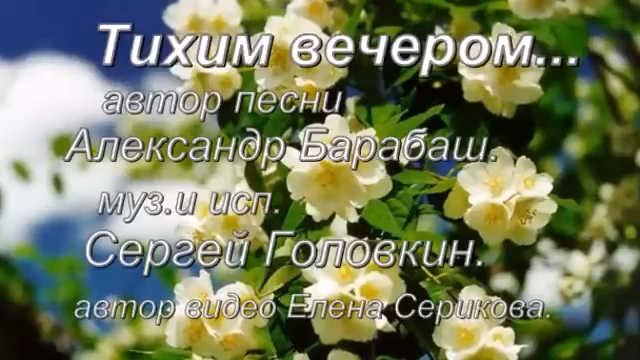 Тихим вечером...
автор песни
Александр Барабаш.
муз.и исп.
Сергей Головкин.
автор видео Елена Серикова.